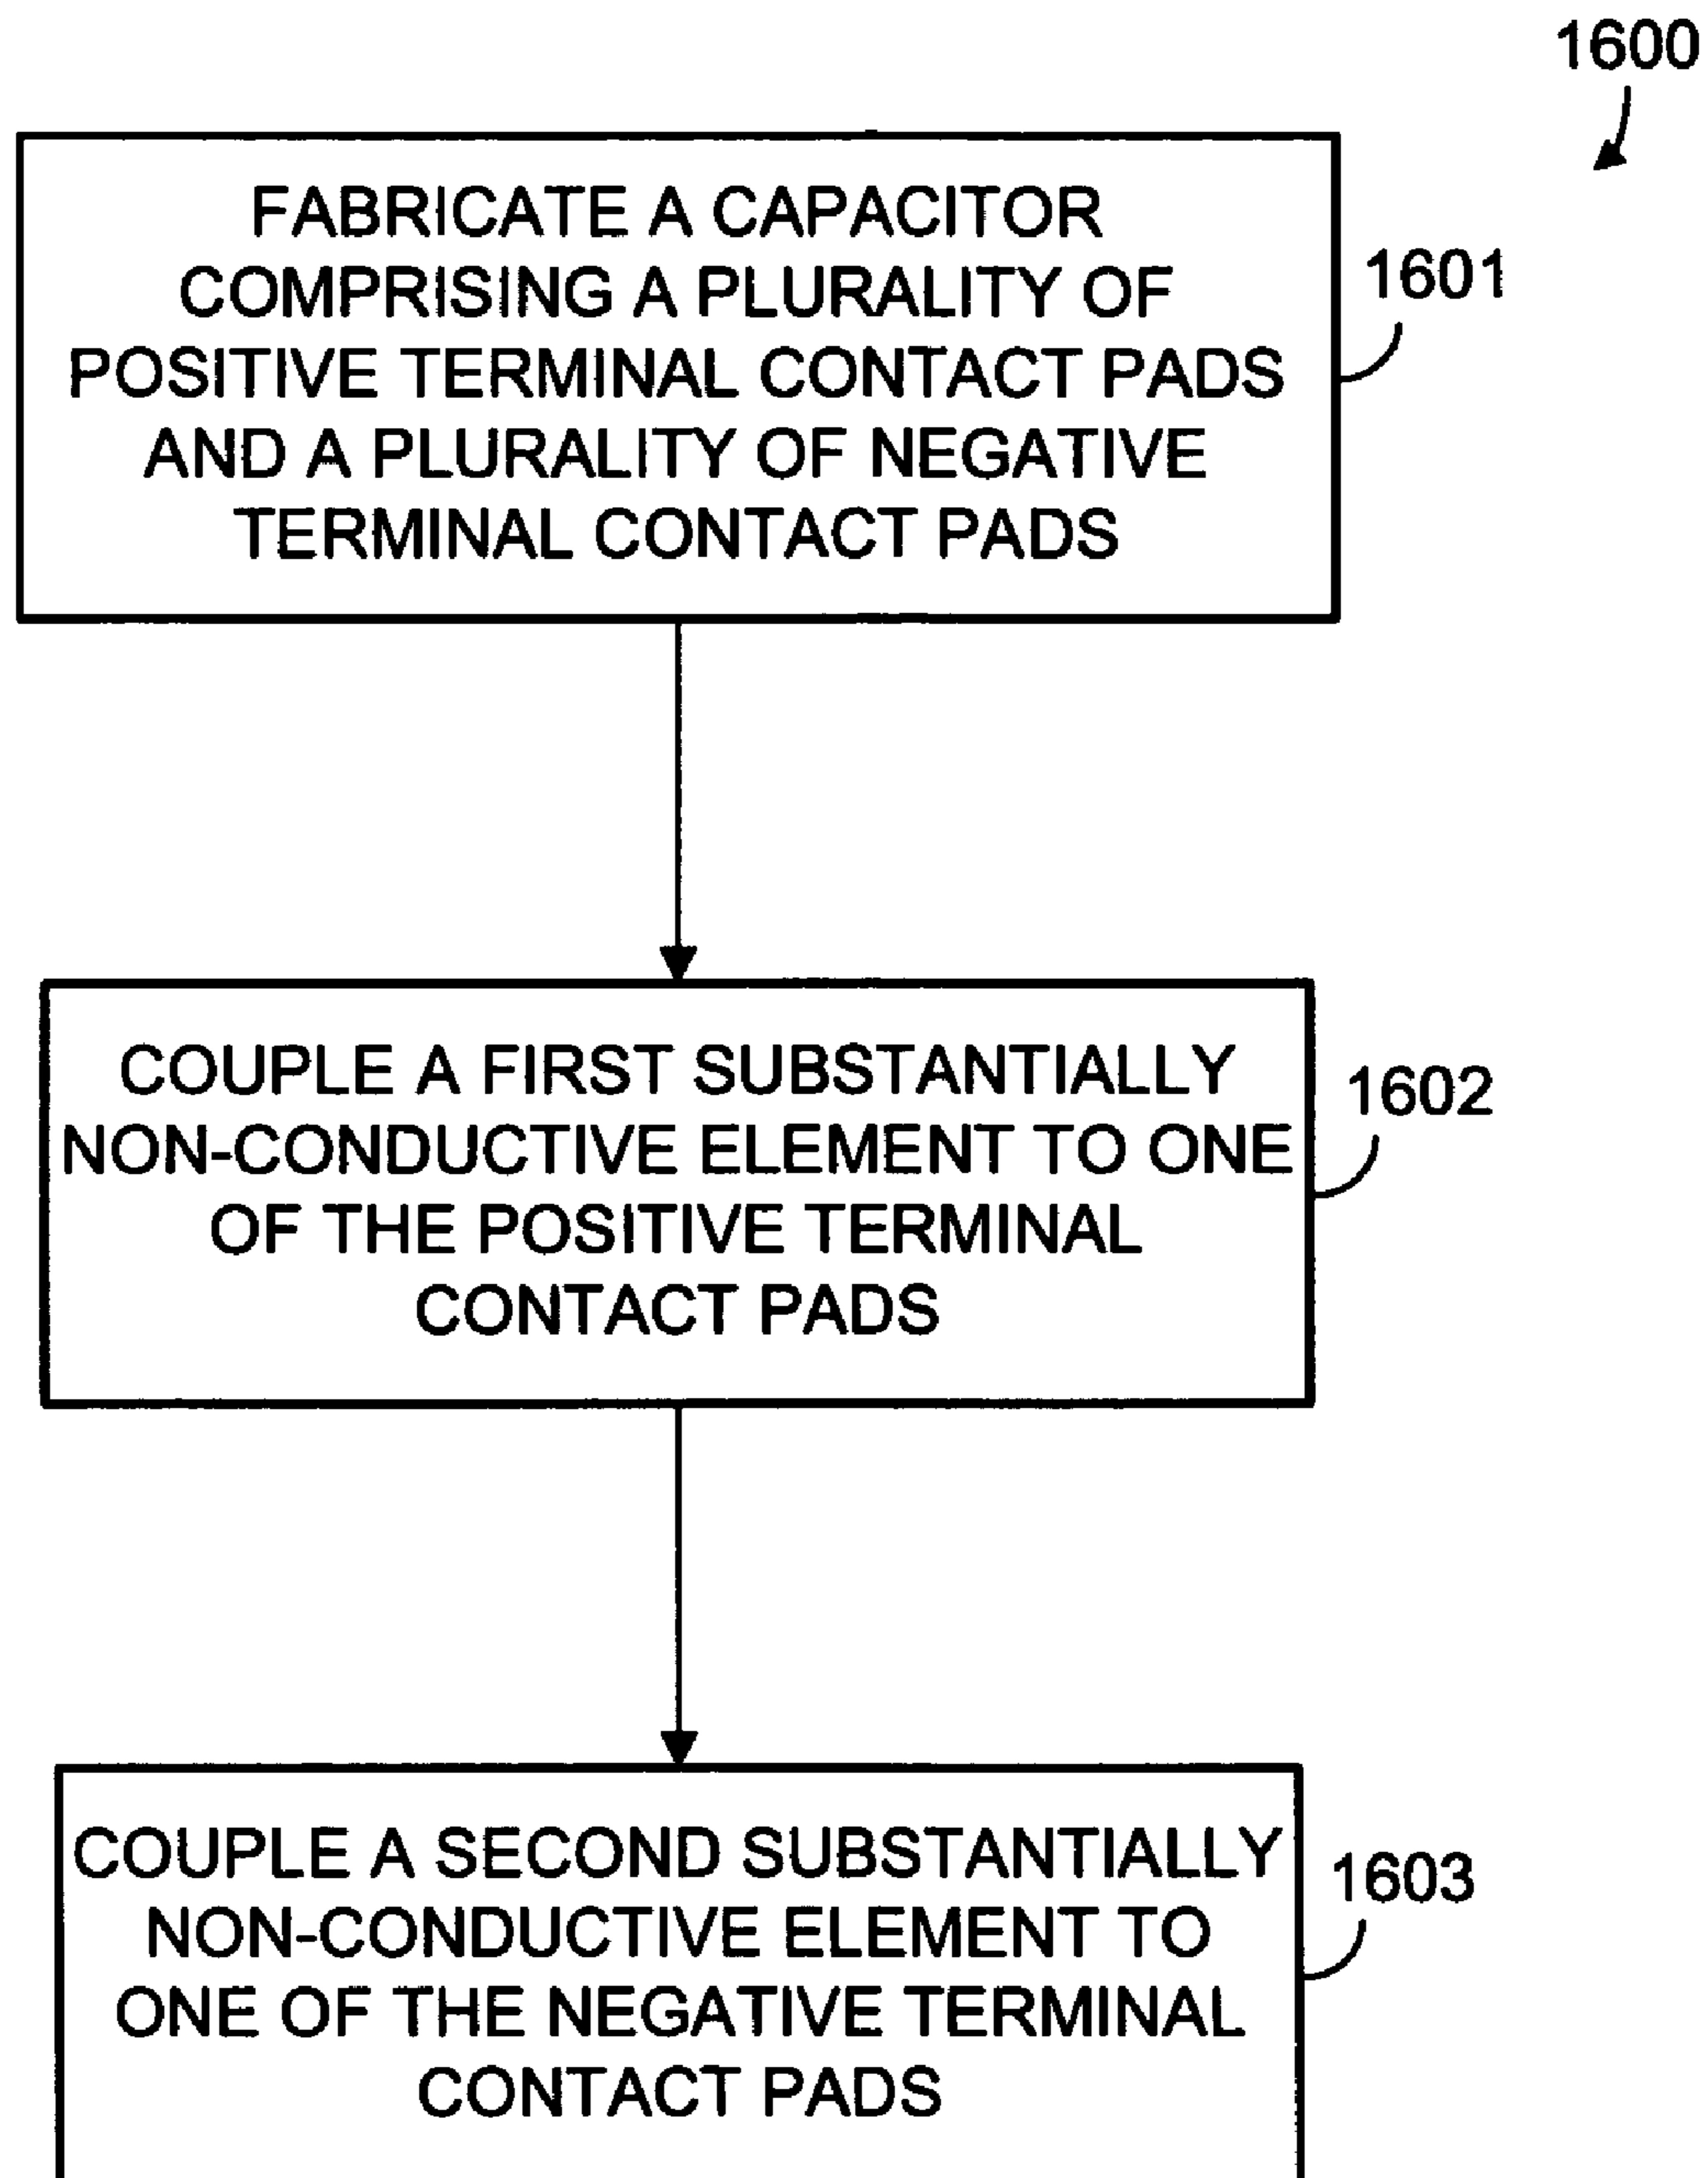 1600
FABRICATE A CAPACITOR
COMPRISING A PLURALITY OF
POSITIVE TERMINAL CONTACT PADS
AND A PLURALITY OF NEGATIVE
TERMINAL CONTACT PADS
1601
COUPLE A FIRST SUBSTANTIALLY
NON-CONDUCTIVE ELEMENT TO ONE
OF THE POSITIVE TERMINAL
CONTACT PADS
1602
COUPLE A SECOND SUBSTANTIALLY
NON-CONDUCTIVE ELEMENT TO
ONE OF THE NEGATIVE TERMINAL
CONTACT PADS
1603